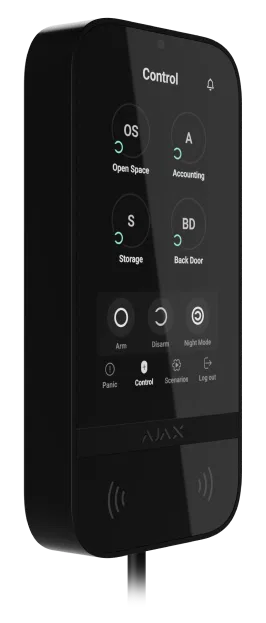 Control
OS A
Open Space Accounting
S BD
Storage Back Door
Arm Disarm Night Mode
Panic Control Scenarios Log out
AJAX